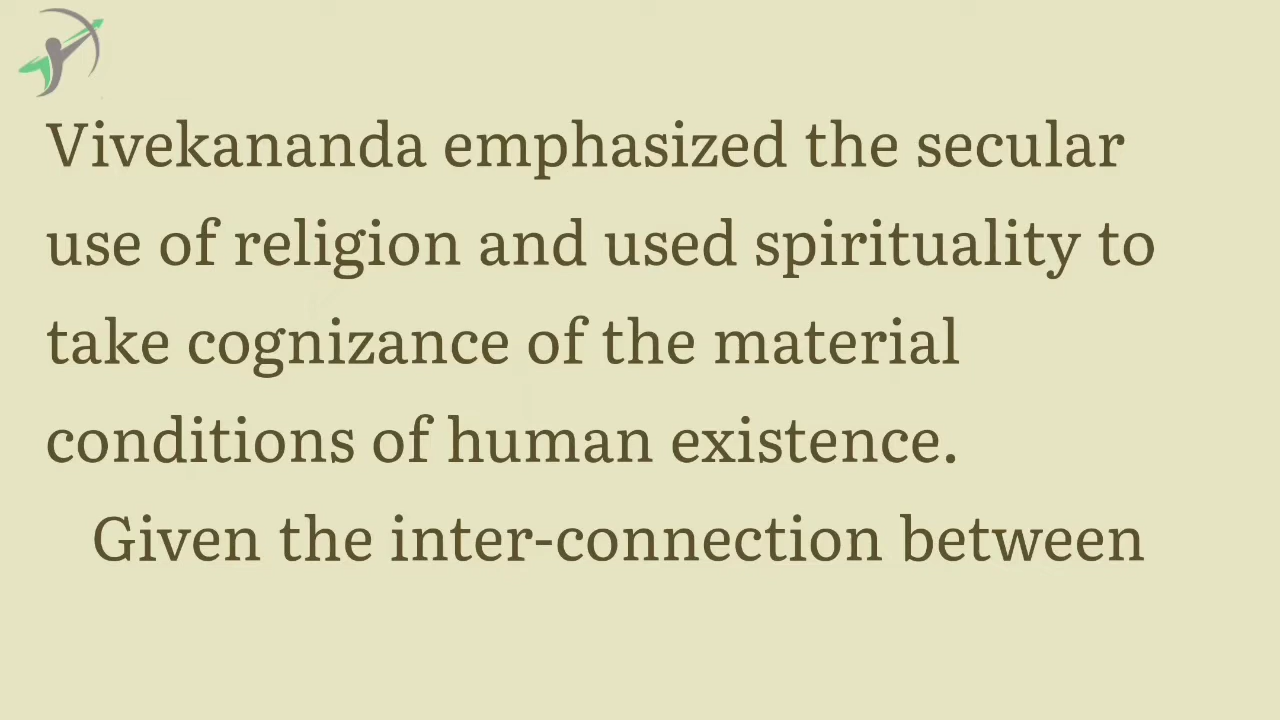 Vivekananda emphasized the secular
use of religion and used spirituality to
take cognizance of the material
conditions of human existence.
Given the inter-connection between